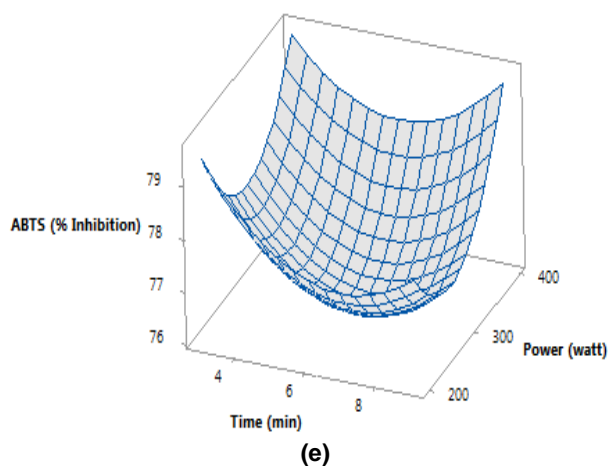 79
ABTS (% Inhibition)
78
77
76
400
300
Power (watt)
200
4
6
8
Time (min)
(e)